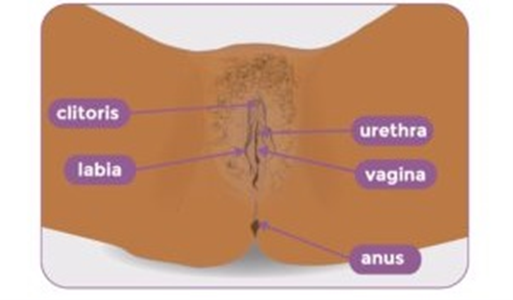 clitoris
urethra
labia
vagina
anus